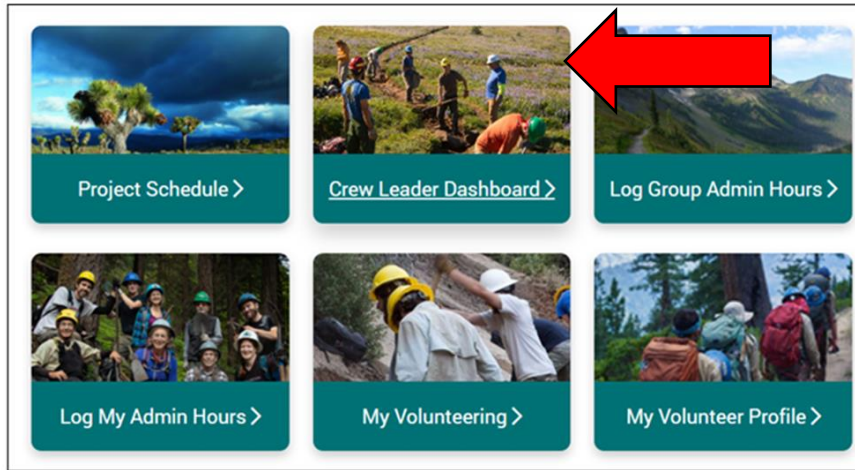 Project Schedule >
Crew Leader Dashboard >
Log Group Admin Hours >
Log My Admin Hours >
My Volunteering >
My Volunteer Profile >